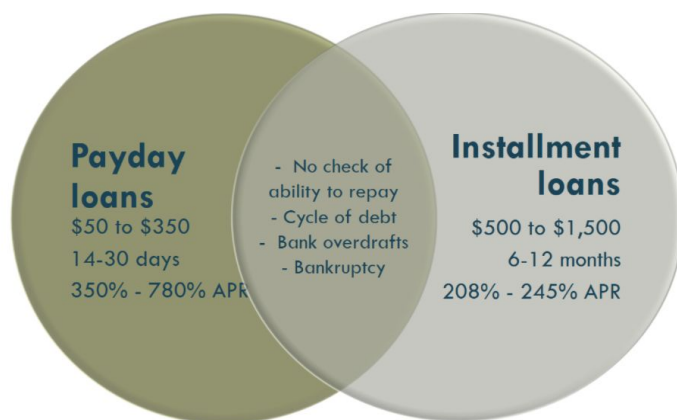 Payday
loans
$50 to $350
14-30 days
350% - 780% APR
- No check of
ability to repay
- Cycle of debt
- Bank overdrafts
- Bankruptcy
Installment
loans
$500 to $1,500
6-12 months
208% - 245% APR